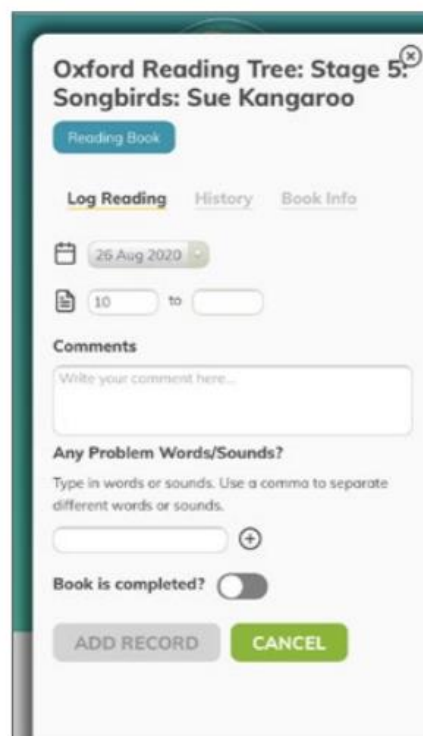 Oxford Reading Tree: Stage 5:
Songbirds: Sue Kangaroo
Reading Book
Log Reading History Book Info
26 Aug 2020
10 to
Comments
Write your comment here...
Any Problem Words/Sounds?
Type in words or sounds. Use a comma to separate
different words or sounds.
Book is completed?
ADD RECORD CANCEL